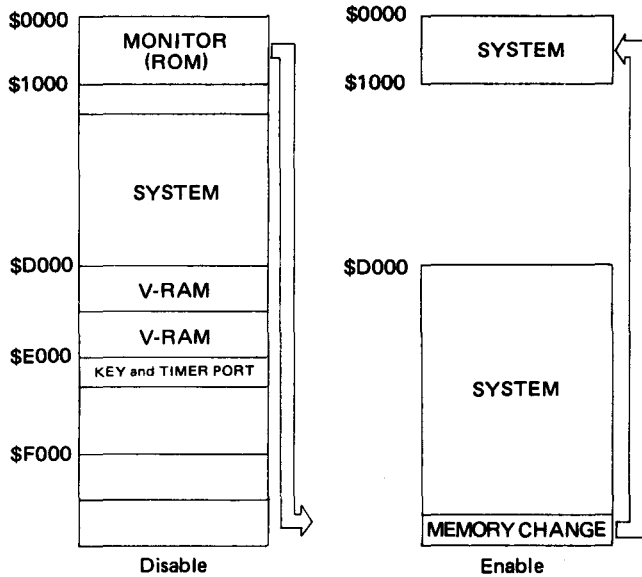 $0000
MONITOR
(ROM)
$1000
SYSTEM
$D000
V-RAM
V-RAM
$E000
KEY and TIMER PORT
$F000
Disable
$0000
SYSTEM
$1000
$D000
SYSTEM
MEMORY CHANGE
Enable